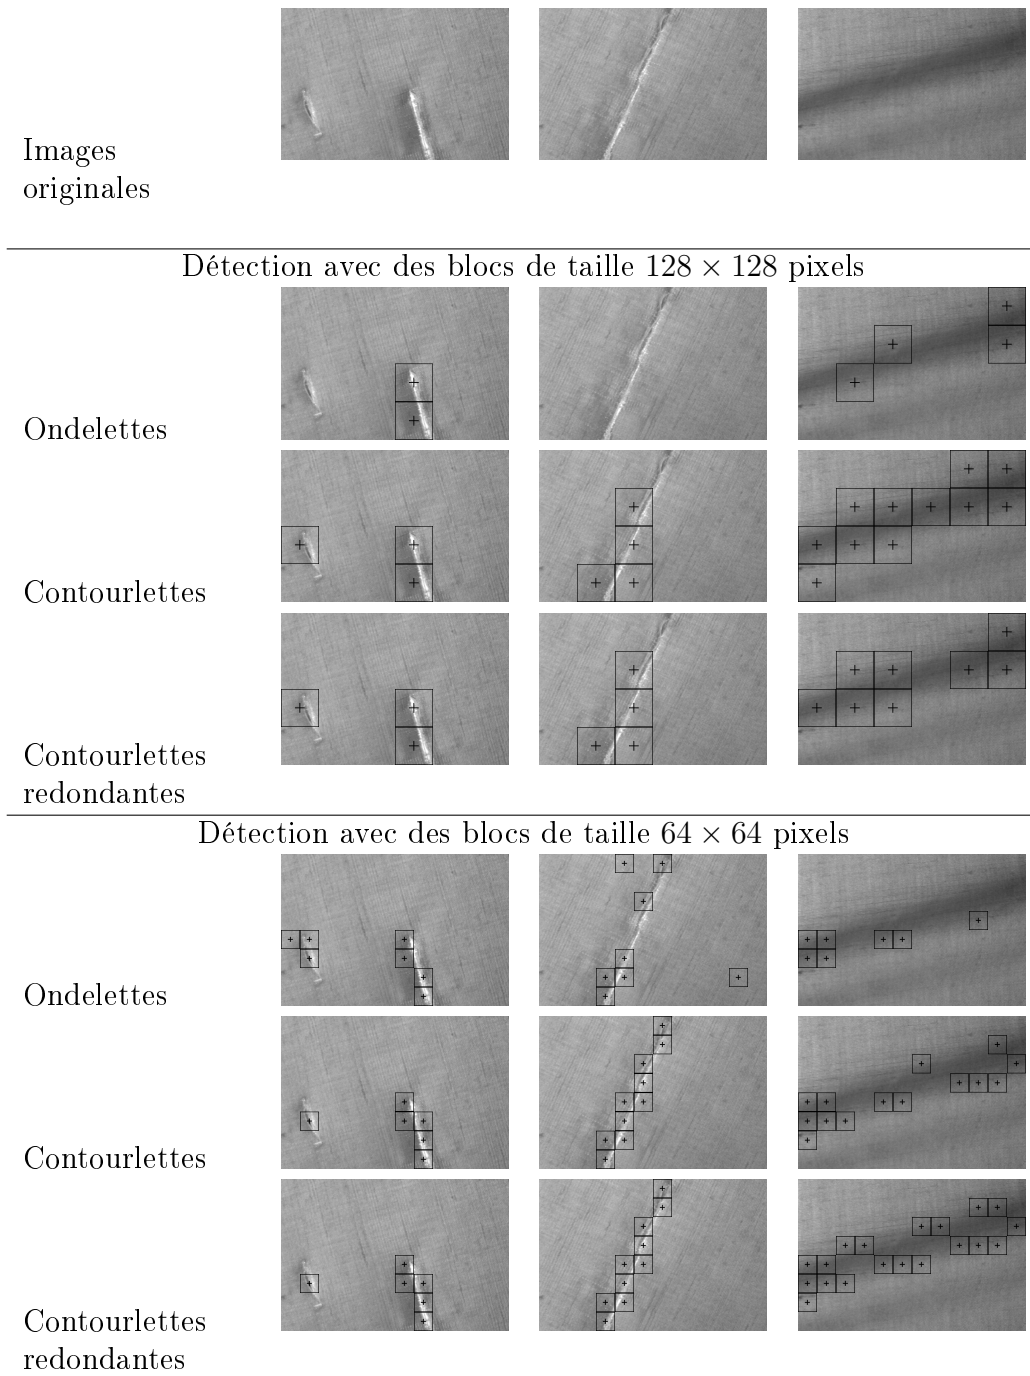 Images
originales
Détection avec des blocs de taille 128 × 128 pixels
Ondelettes
Contourlettes
Contourlettes
redondantes
Détection avec des blocs de taille 64 × 64 pixels
Ondelettes
Contourlettes
Contourlettes
redondantes